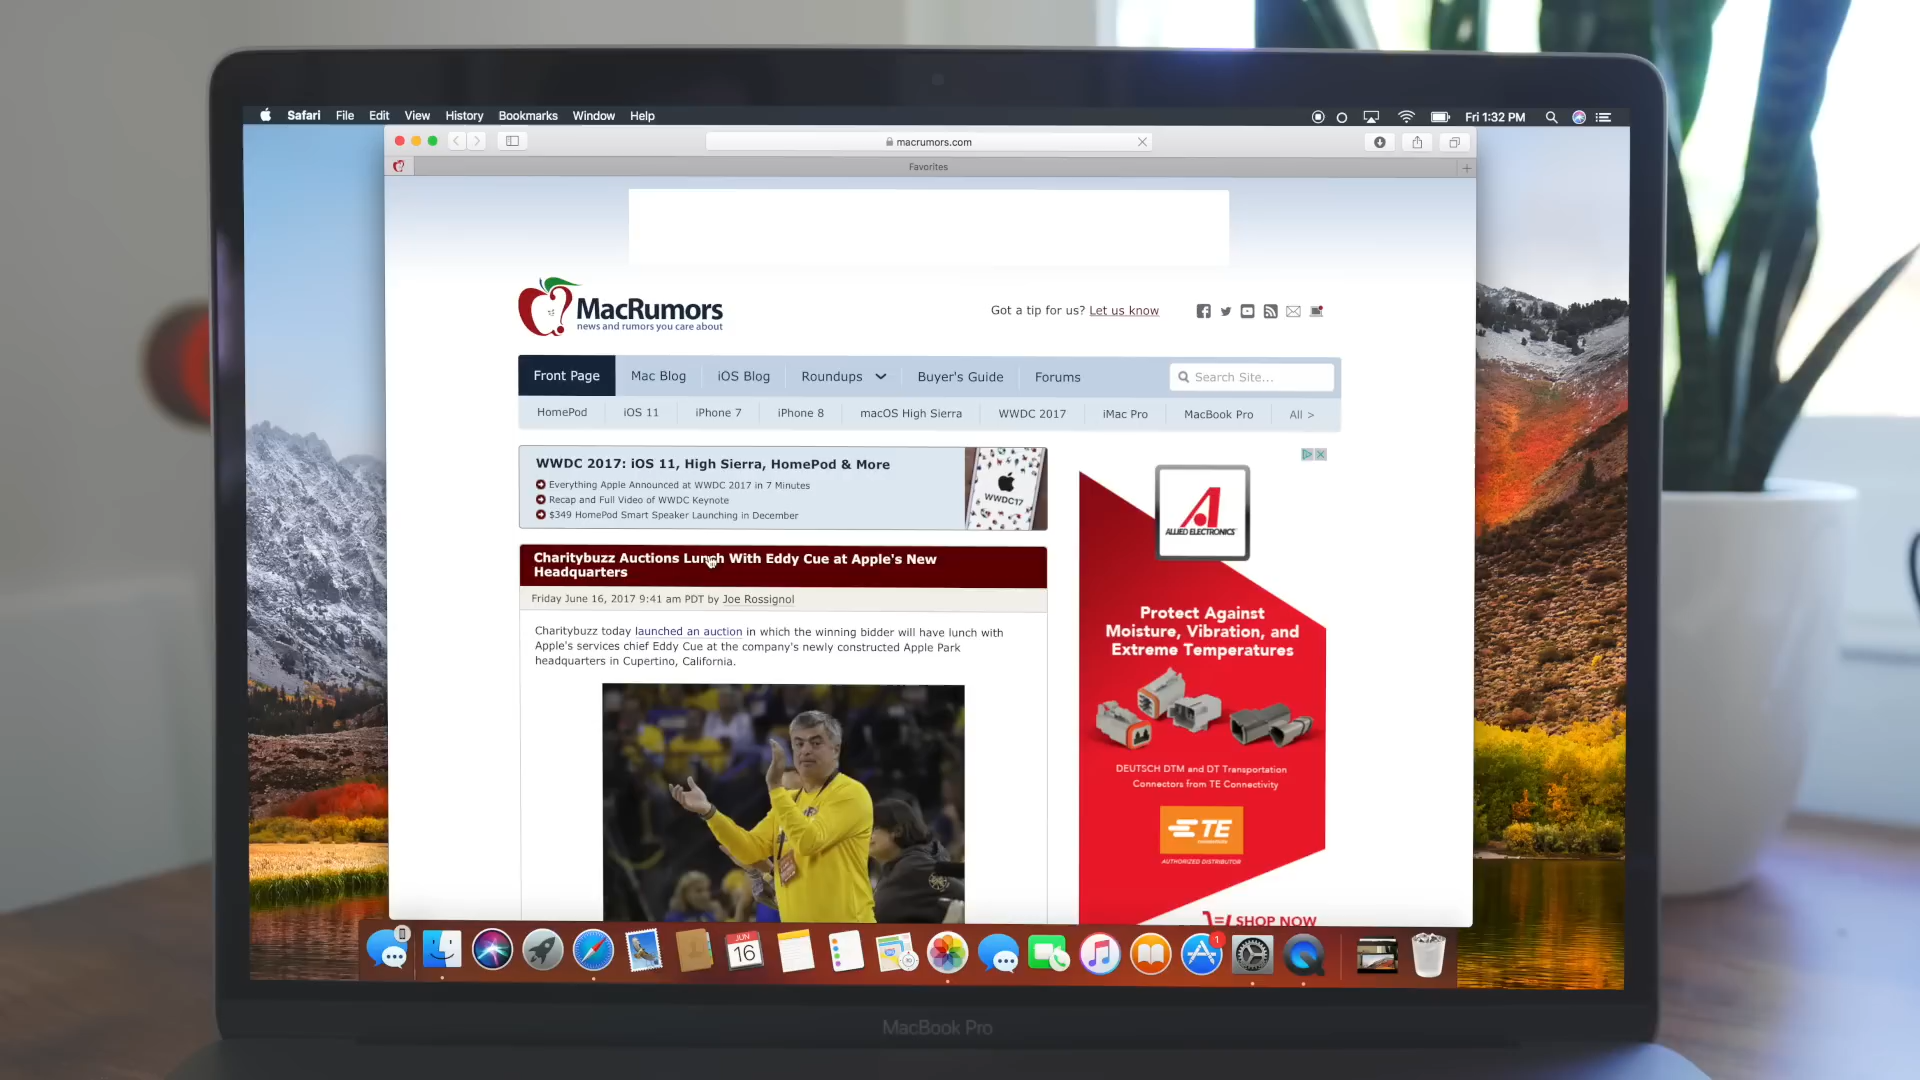 Safari File Edit View History Bookmarks Window Help
Fri 1:32 PM
macrumors.com
Favorites
MacRumors
news and rumors you care about
Got a tip for us? Let us know
Front Page Mac Blog iOS Blog Roundups Buyer's Guide Forums
Search Site...
HomePod iOS 11 iPhone 7 iPhone 8 macOS High Sierra WWDC 2017 iMac Pro MacBook Pro All >
WWDC 2017: iOS 11, High Sierra, HomePod & More
Everything Apple Announced at WWDC 2017 in 7 Minutes
Recap and Full Video of WWDC Keynote
$349 HomePod Smart Speaker Launching in December
WWDC17
Charitybuzz Auctions Lunch With Eddy Cue at Apple's New
Headquarters
Friday June 16, 2017 9:41 am PDT by Joe Rossignol
Charitybuzz today launched an auction in which the winning bidder will have lunch with
Apple's services chief Eddy Cue at the company's newly constructed Apple Park
headquarters in Cupertino, California.
ALLIED ELECTRONICS
Protect Against
Moisture, Vibration, and
Extreme Temperatures
DEUTSCH DTM and DT Transportation
Connectors from TE Connectivity
TE
AUTHORIZED DISTRIBUTOR
SHOP NOW
JUN
16
1
MacBook Pro